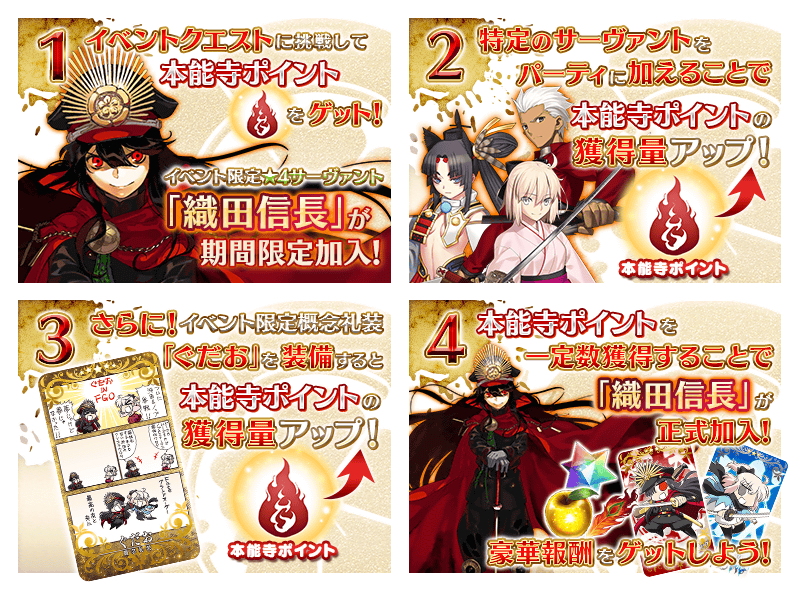 1
イベントクエストに挑戦して
本能寺ポイント
をゲット!
イベント限定★4サーヴァント
「織田信長」が
期間限定加入!
2
特定のサーヴァントを
パーティに加えることで
本能寺ポイントの
獲得量アップ!
本能寺ポイント
3
さらに!イベント限定概念礼装
「ぐだお」を装備すると
本能寺ポイントの
獲得量アップ!
本能寺ポイント
ぐだお
IN
FGO
ぐだお
4
本能寺ポイントを
一定数獲得することで
「織田信長」が
正式加入!
豪華報酬をゲットしよう!